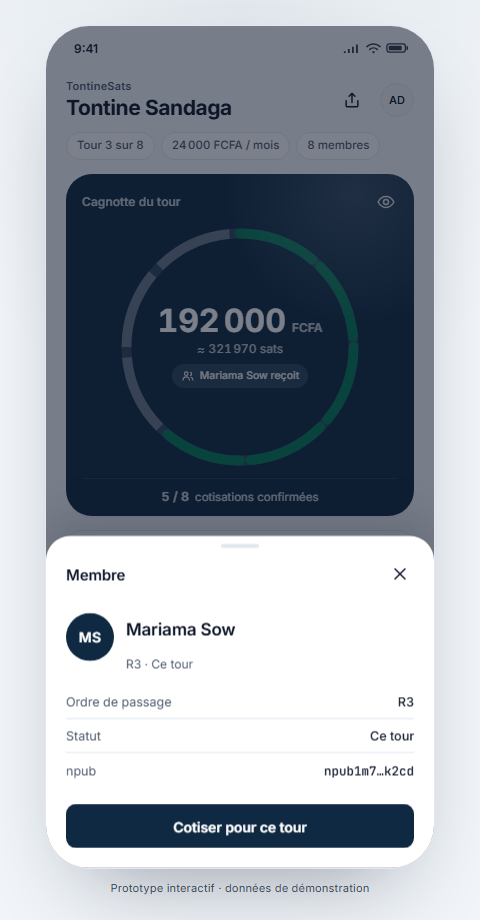 9:41
TontineSats
Tontine Sandaga
AD
Tour 3 sur 8
24 000 FCFA / mois
8 membres
Cagnotte du tour
192 000 FCFA
≈ 321 970 sats
Mariama Sow reçoit
5 / 8 cotisations confirmées
Membre
MS
Mariama Sow
R3 · Ce tour
Ordre de passage R3
Statut Ce tour
npub npub1m7…k2cd
Cotiser pour ce tour
Prototype interactif · données de démonstration